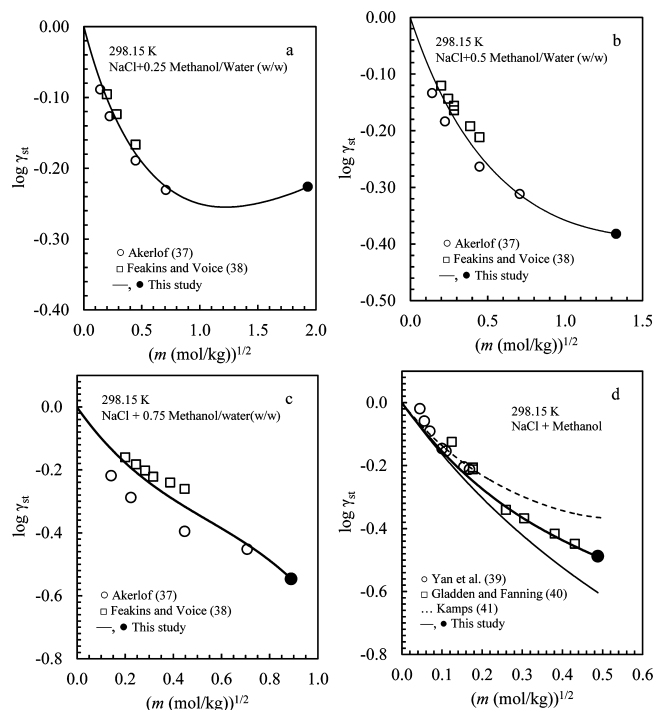 0.00
-0.10
-0.20
-0.30
-0.40
log γst
298.15 K
NaCl+0.25 Methanol/Water (w/w)
a
Akerlof (37)
Feakins and Voice (38)
—, ● This study
0.0 0.5 1.0 1.5 2.0
(m (mol/kg))1/2
0.00
-0.10
-0.20
-0.30
-0.40
-0.50
log γst
298.15 K
NaCl+0.5 Methanol/Water (w/w)
b
Akerlof (37)
Feakins and Voice (38)
—, ● This study
0.0 0.5 1.0 1.5
(m (mol/kg))1/2
0.0
-0.2
-0.4
-0.6
-0.8
log γst
298.15 K
NaCl + 0.75 Methanol/water(w/w)
c
Akerlof (37)
Feakins and Voice (38)
—, ● This study
0.0 0.2 0.4 0.6 0.8 1.0
(m (mol/kg))1/2
0.0
-0.2
-0.4
-0.6
-0.8
log γst
298.15 K
NaCl + Methanol
d
Yan et al. (39)
Gladden and Fanning (40)
... Kamps (41)
—, ● This study
0.0 0.1 0.2 0.3 0.4 0.5 0.6
(m (mol/kg))1/2